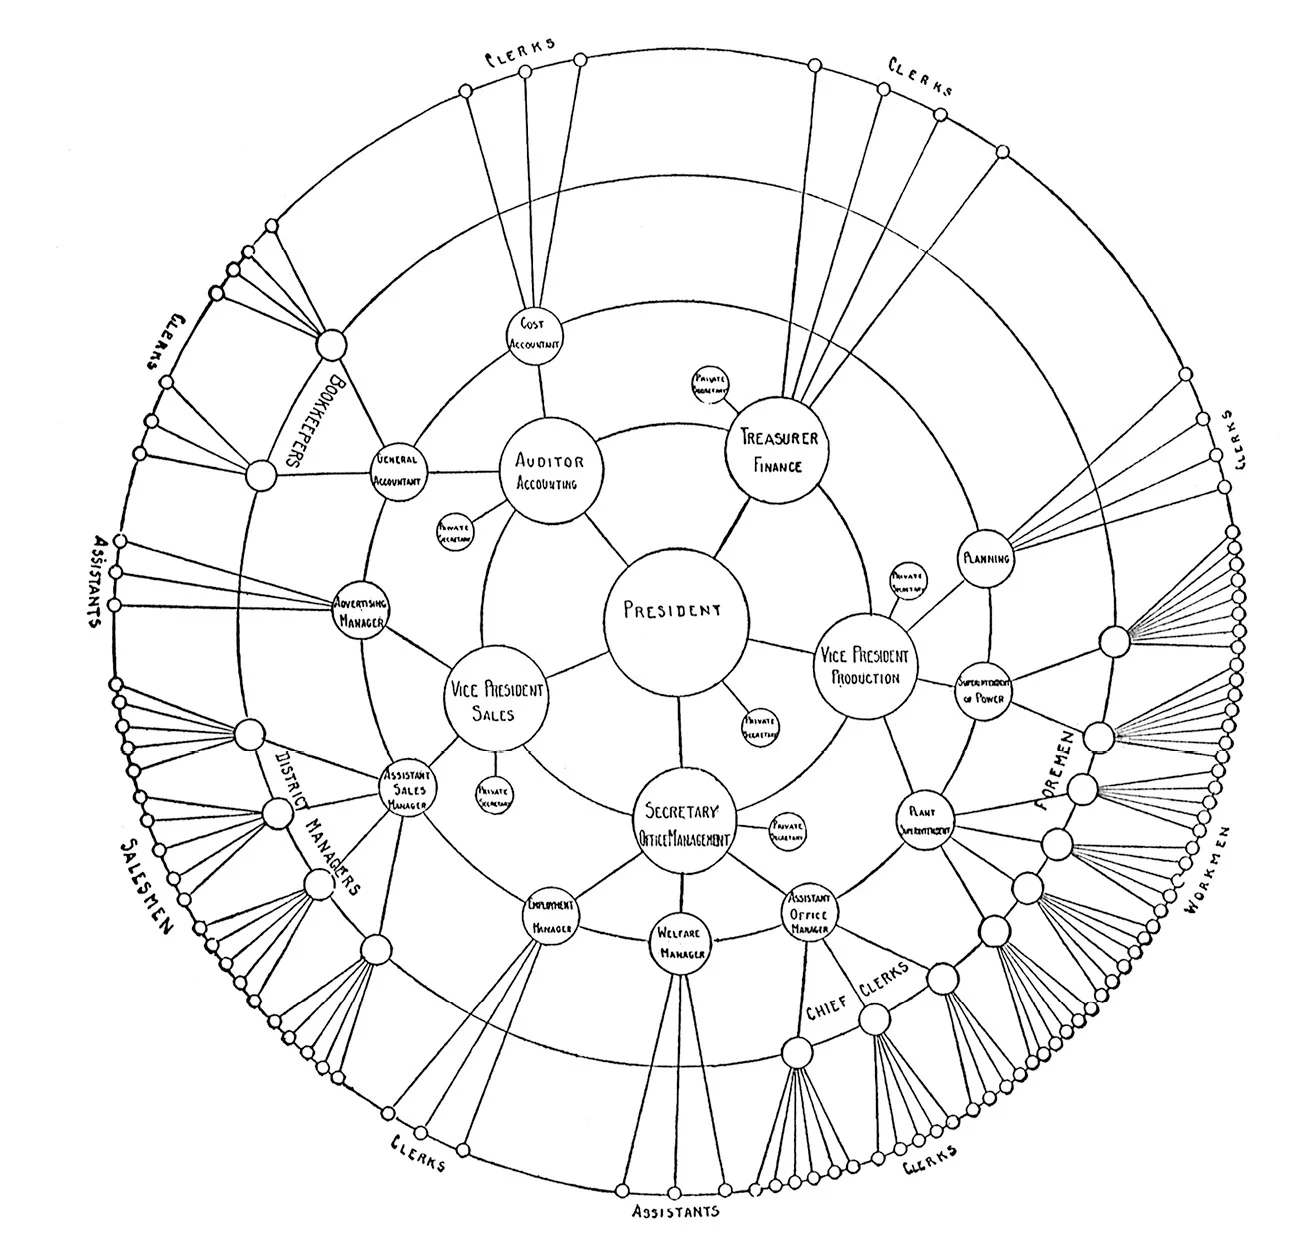 CLERKS
CLERKS
COST
ACCOUNTANT
PRIVATE
SECRETARY
TREASURER
FINANCE
CLERKS
BOOKKEEPERS
GENERAL
ACCOUNTANT
AUDITOR
ACCOUNTING
PRIVATE
SECRETARY
CLERKS
PLANNING
PRIVATE
SECRETARY
ASSISTANTS
ADVERTISING
MANAGER
PRESIDENT
VICE PRESIDENT
PRODUCTION
SUPERINTENDENT
OF POWER
VICE PRESIDENT
SALES
PRIVATE
SECRETARY
PRIVATE
SECRETARY
ASSISTANT
SALES
MANAGER
DISTRICT MANAGERS
SECRETARY
OFFICE MANAGEMENT
PRIVATE
SECRETARY
PLANT
SUPERINTENDENT
FOREMEN
WORKMEN
SALESMEN
EMPLOYMENT
MANAGER
WELFARE
MANAGER
ASSISTANT
OFFICE
MANAGER
CHIEF CLERKS
CLERKS
ASSISTANTS
CLERKS